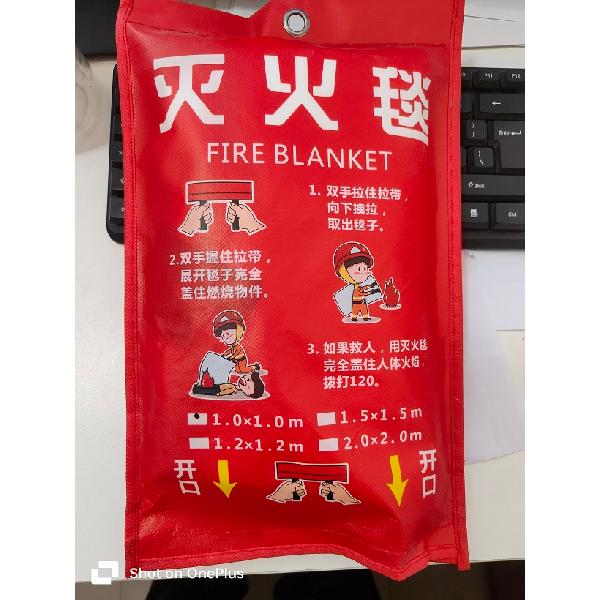 灭火毯
FIRE BLANKET
1. 双手拉住拉带，
向下拽拉，
取出毯子。
2.双手握住拉带，
展开毯子完全
盖住燃烧物件。
3. 如果救人，用灭火毯
完全盖住人体火焰，
拨打120。
1.0×1.0m
1.5×1.5m
1.2×1.2m
2.0×2.0m
开口
开口
Enter
Ctrl
Shot on OnePlus